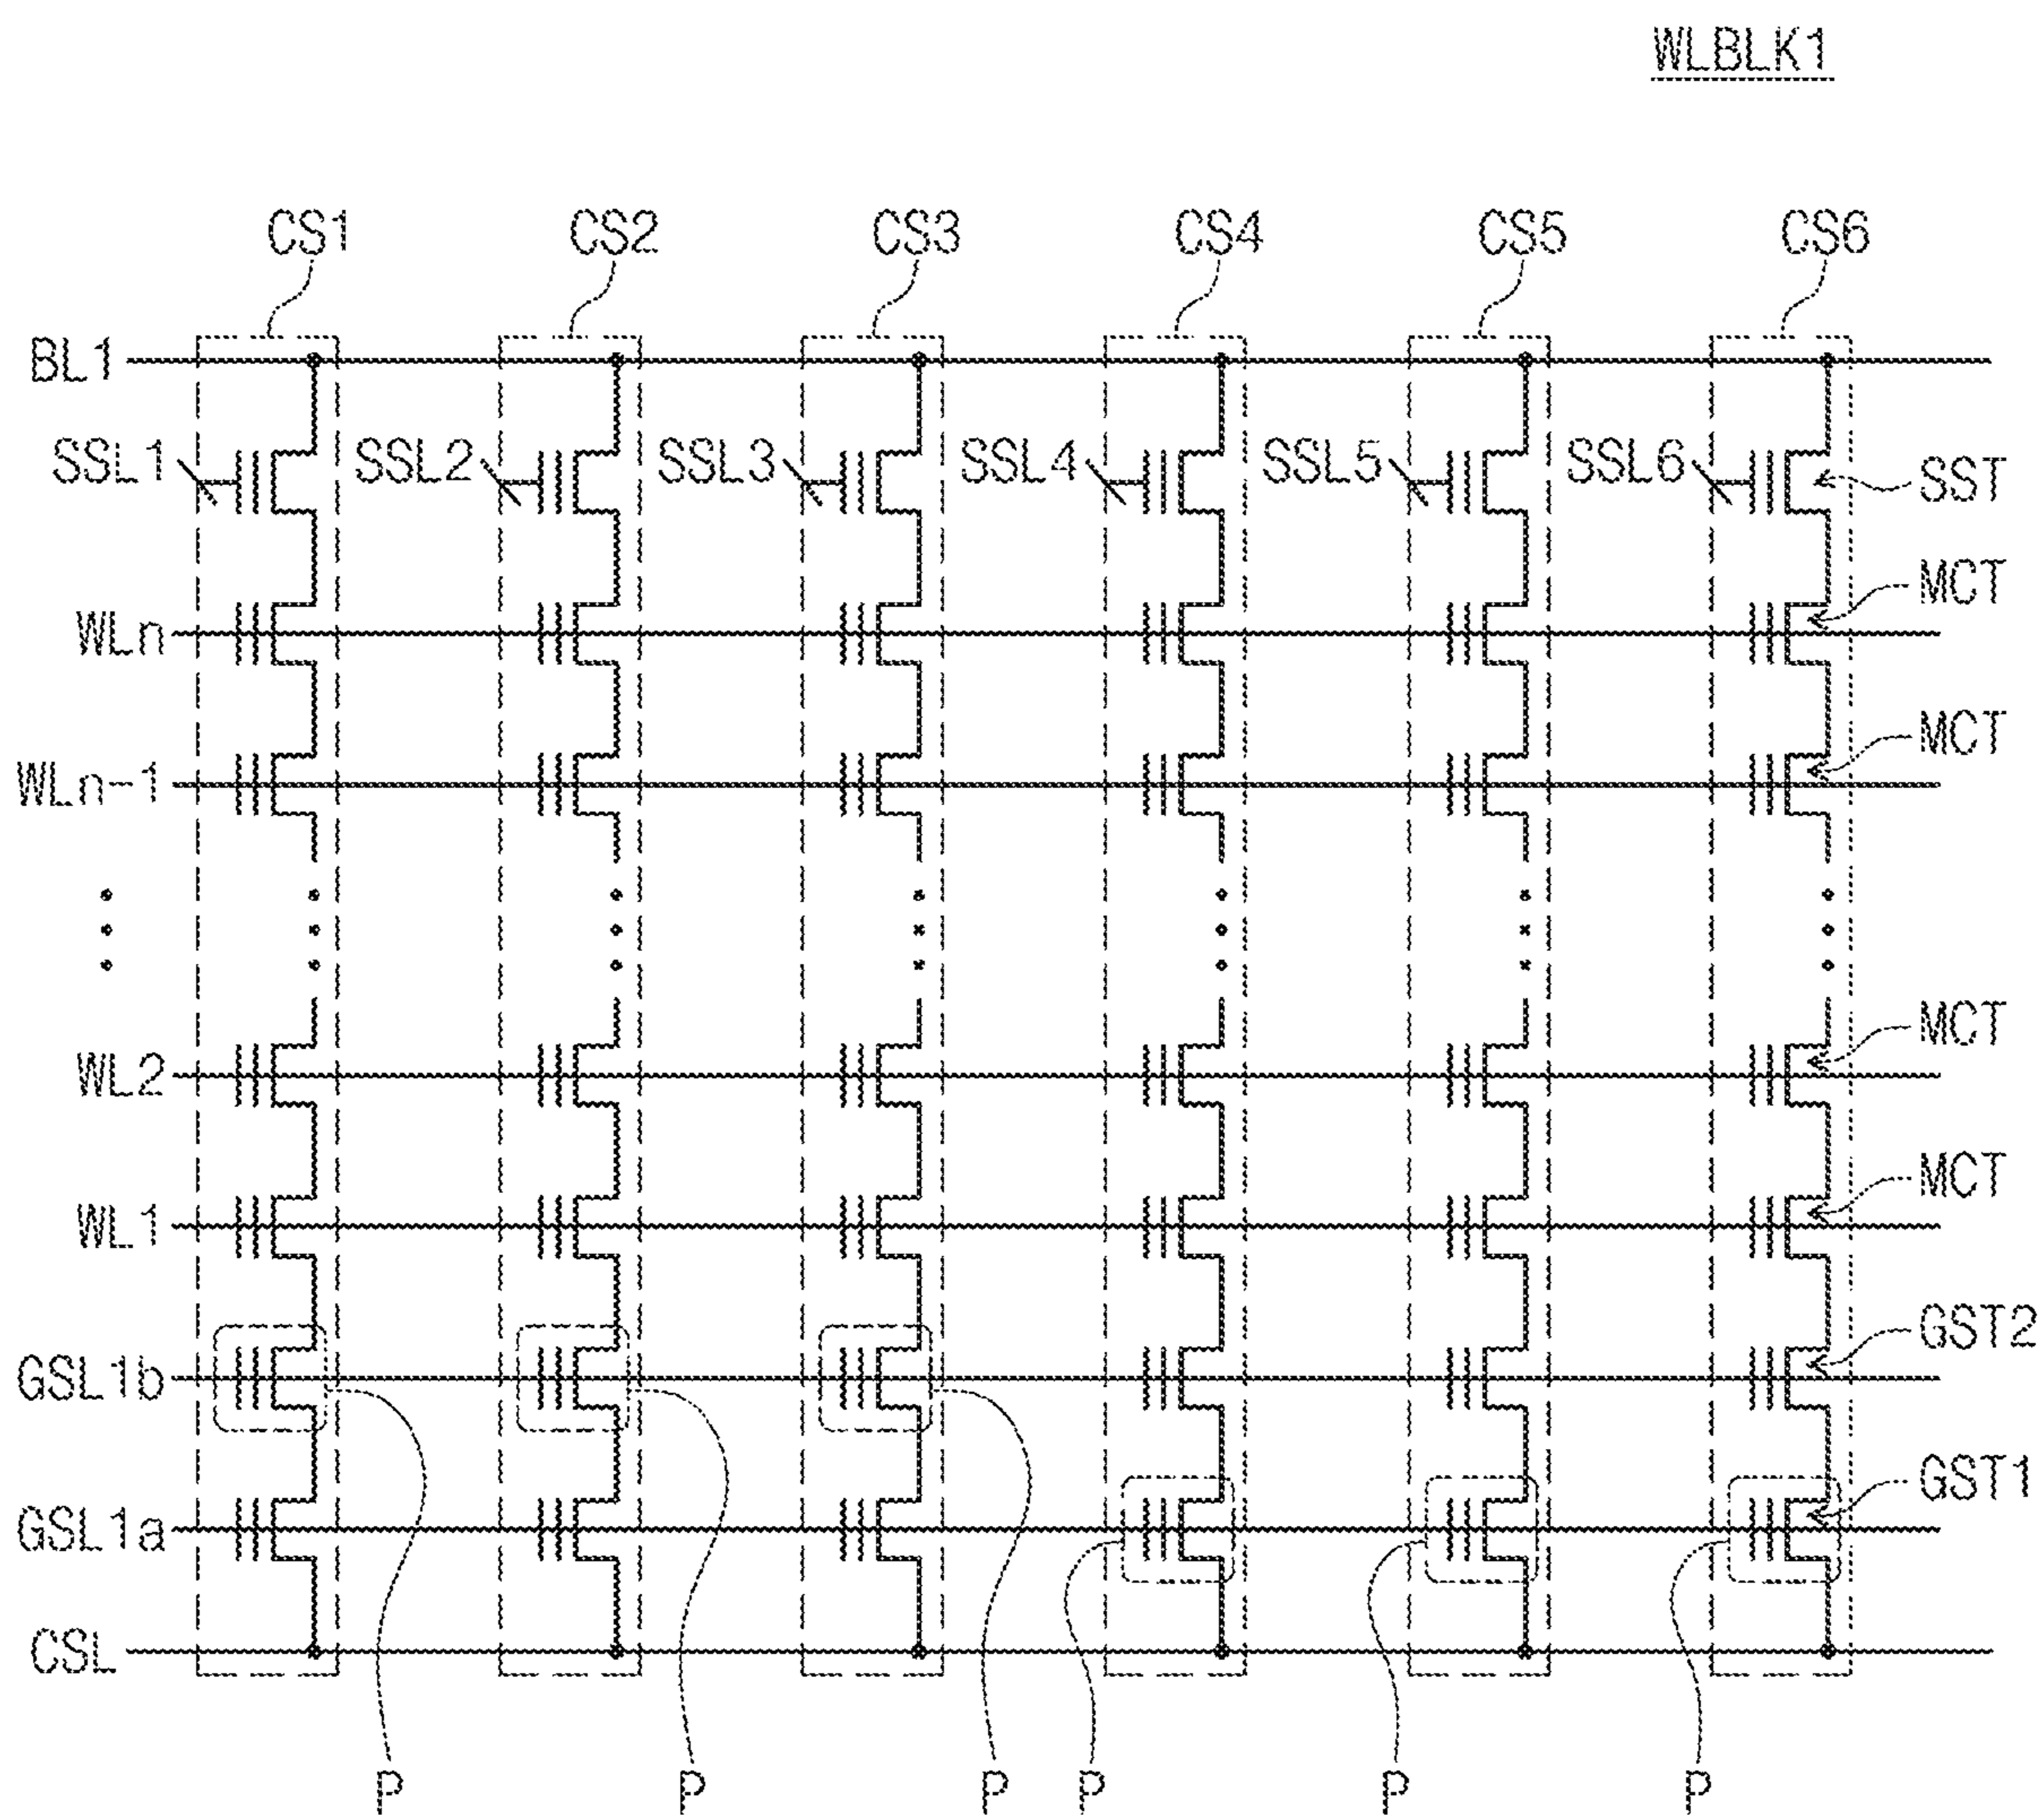 WLBLK1
CS1 CS2 CS3 CS4 CS5 CS6
BL1
SSL1 SSL2 SSL3 SSL4 SSL5 SSL6 SST
WLn MCT
WLn-1 MCT
WL2 MCT
WL1 MCT
GSL1b GST2
GSL1a GST1
CSL
P P P P P P